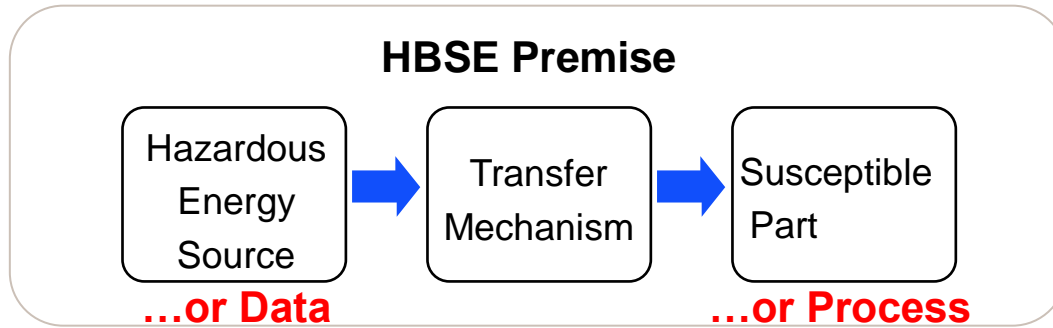 HBSE Premise
Hazardous
Energy
Source
Transfer
Mechanism
Susceptible
Part
…or Data
…or Process